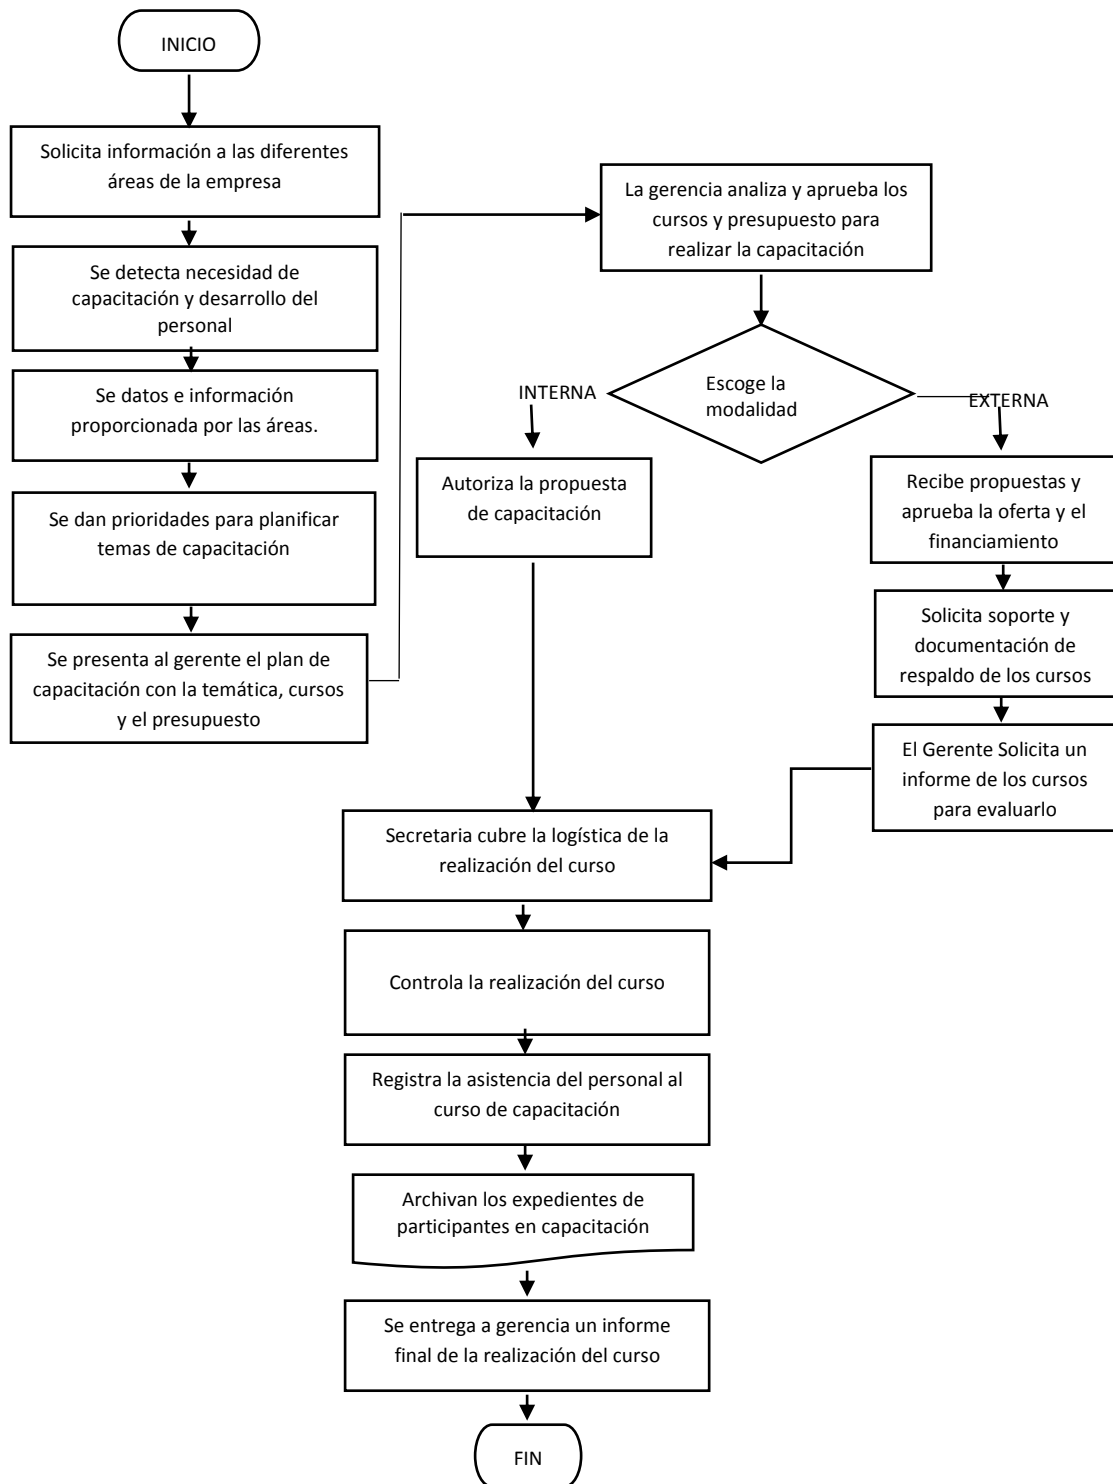 INICIO
Solicita información a las diferentes
áreas de la empresa
Se detecta necesidad de
capacitación y desarrollo del
personal
Se datos e información
proporcionada por las áreas.
Se dan prioridades para planificar
temas de capacitación
Se presenta al gerente el plan de
capacitación con la temática, cursos
y el presupuesto
La gerencia analiza y aprueba los
cursos y presupuesto para
realizar la capacitación
Escoge la
modalidad
INTERNA
EXTERNA
Autoriza la propuesta
de capacitación
Recibe propuestas y
aprueba la oferta y el
financiamiento
Solicita soporte y
documentación de
respaldo de los cursos
El Gerente Solicita un
informe de los cursos
para evaluarlo
Secretaria cubre la logística de la
realización del curso
Controla la realización del curso
Registra la asistencia del personal al
curso de capacitación
Archivan los expedientes de
participantes en capacitación
Se entrega a gerencia un informe
final de la realización del curso
FIN